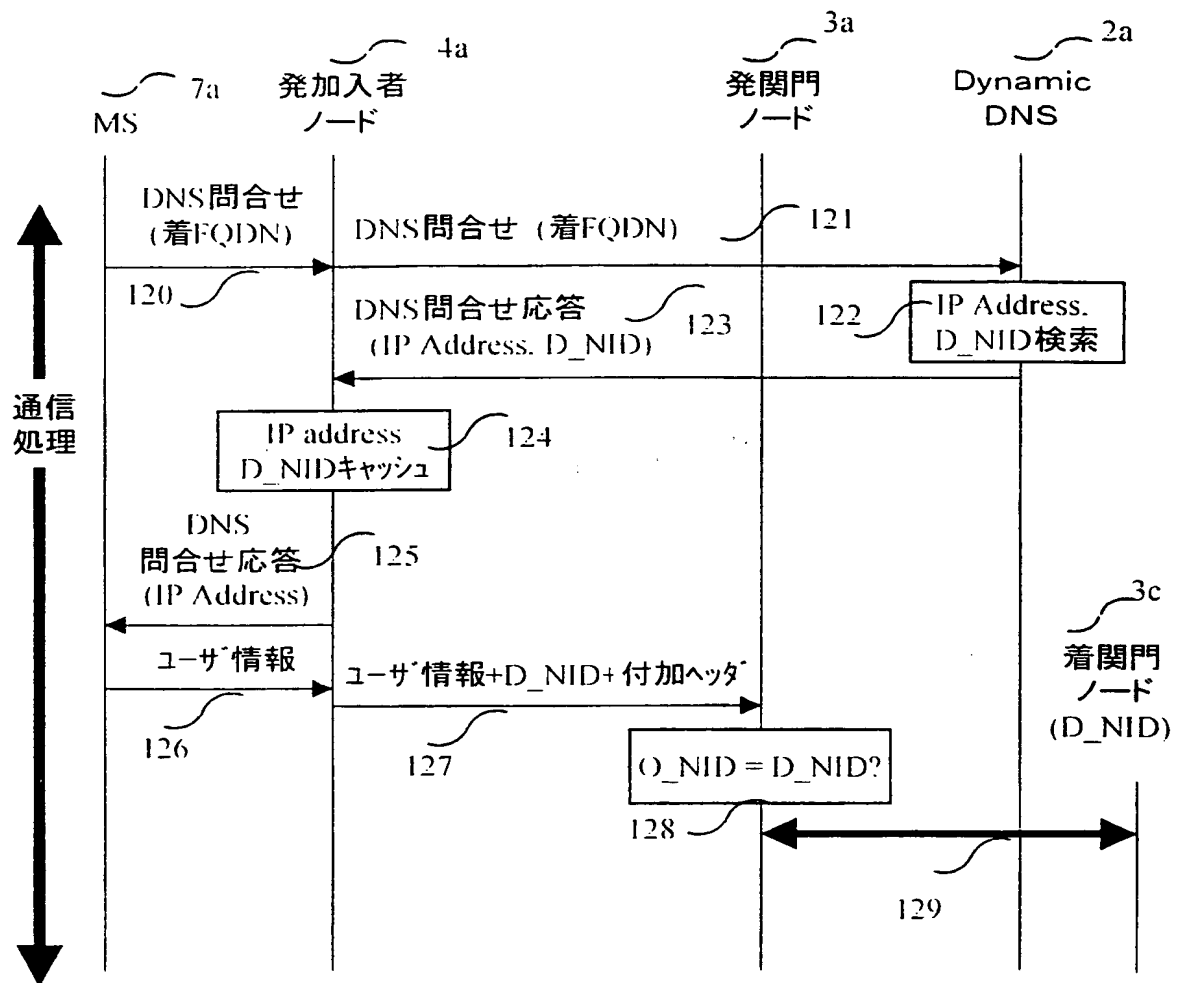 7a
MS
4a
発加入者
ノード
3a
発関門
ノード
2a
Dynamic
DNS
DNS問合せ
(着FQDN)
120
DNS問合せ (着FQDN)
121
DNS問合せ応答
(IP Address, D_NID)
123
122
IP Address,
D_NID検索
通信
処理
IP address
D_NIDキャッシュ
124
DNS
問合せ応答
(IP Address)
125
ユーザ情報
126
ユーザ情報+D_NID+付加ヘッダ
127
3c
着関門
ノード
(D_NID)
O_NID = D_NID?
128
129